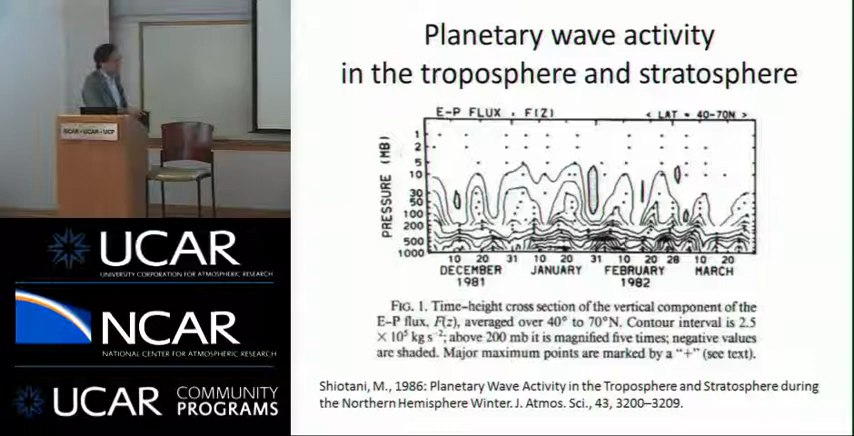 Planetary wave activity
in the troposphere and stratosphere
E-P FLUX , F(Z)
< LAT = 40-70N >
PRESSURE (MB)
1
2
5
10
30
50
100
200
500
1000
10 20 31 10 20 31 10 20 28 10 20
DECEMBER JANUARY FEBRUARY MARCH
1981 1982
FIG. 1. Time–height cross section of the vertical component of the
E–P flux, F(z), averaged over 40° to 70°N. Contour interval is 2.5
× 10⁵ kg s⁻²; above 200 mb it is magnified five times; negative values
are shaded. Major maximum points are marked by a "+" (see text).
Shiotani, M., 1986: Planetary Wave Activity in the Troposphere and Stratosphere during
the Northern Hemisphere Winter. J. Atmos. Sci., 43, 3200–3209.
UCAR • UCAR • UCP
UCAR
UNIVERSITY CORPORATION FOR ATMOSPHERIC RESEARCH
NCAR
NATIONAL CENTER FOR ATMOSPHERIC RESEARCH
UCAR COMMUNITY
PROGRAMS